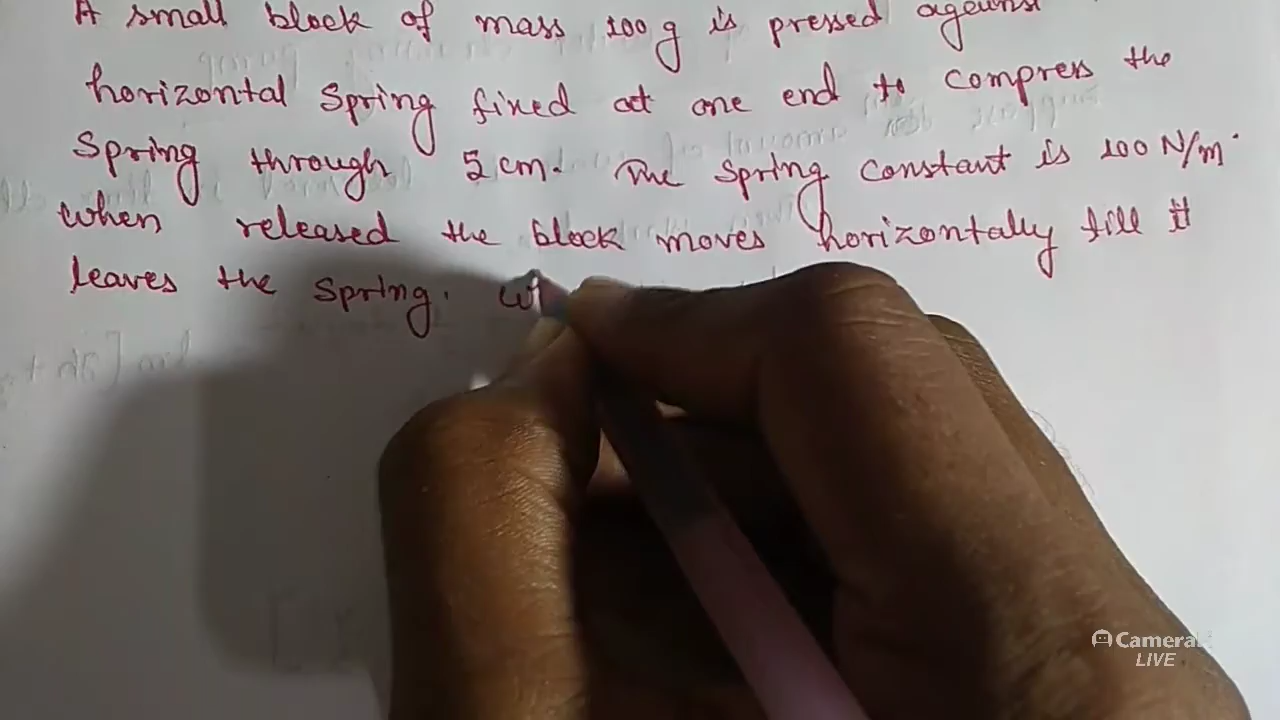 A small block of mass 100 g is pressed against
horizontal spring fixed at one end to compress the
spring through 5 cm. The spring constant is 100 N/m.
when released the block moves horizontally till it
leaves the spring.
CameraFi
LIVE